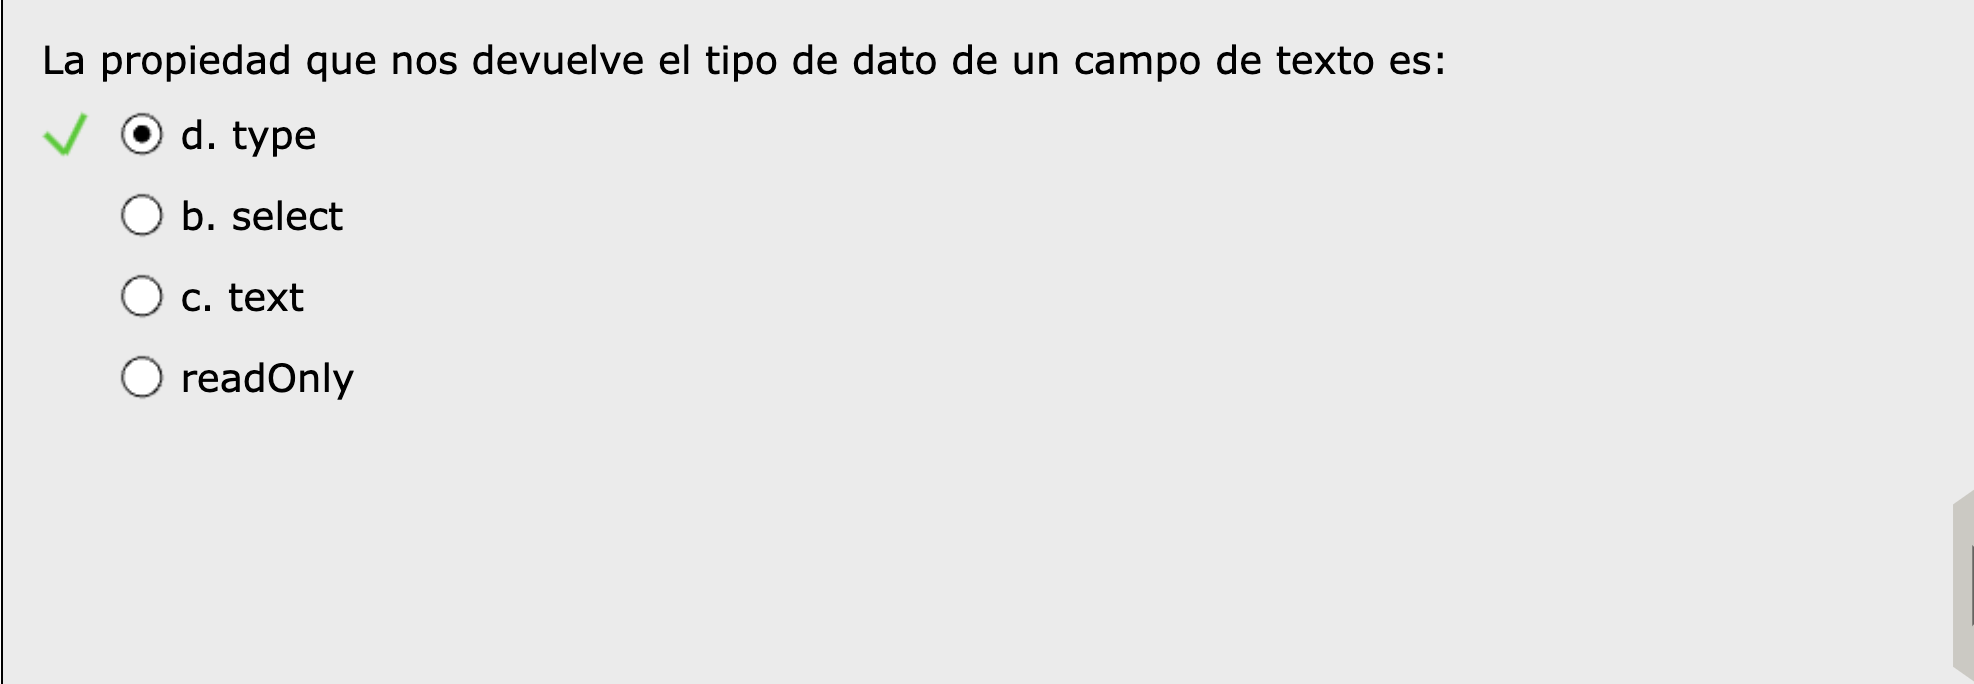 La propiedad que nos devuelve el tipo de dato de un campo de texto es:
d. type
b. select
c. text
readOnly